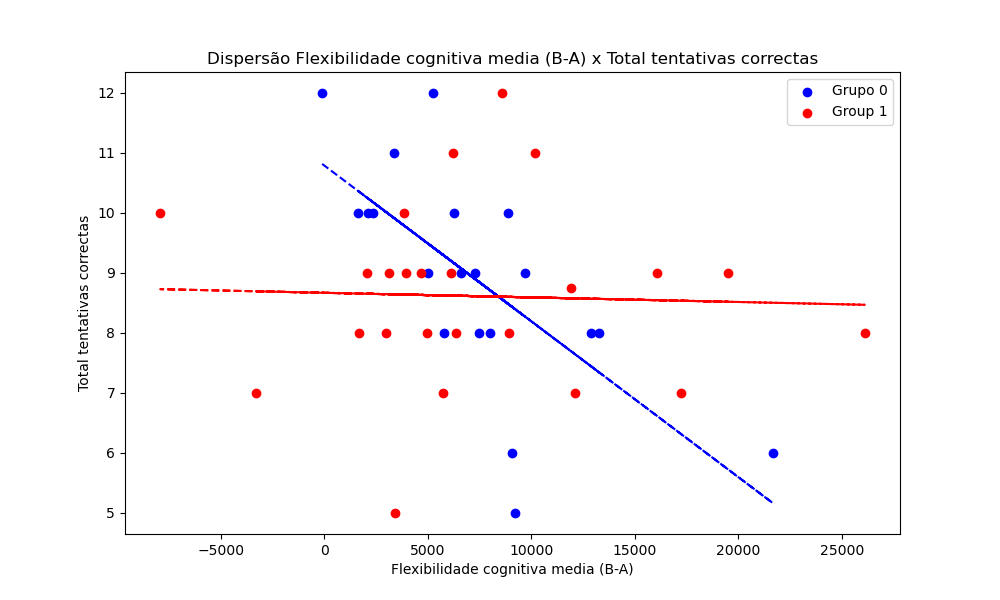 Dispersão Flexibilidade cognitiva media (B-A) x Total tentativas correctas
Grupo 0
Group 1
Total tentativas correctas
12
11
10
9
8
7
6
5
−5000 0 5000 10000 15000 20000 25000
Flexibilidade cognitiva media (B-A)